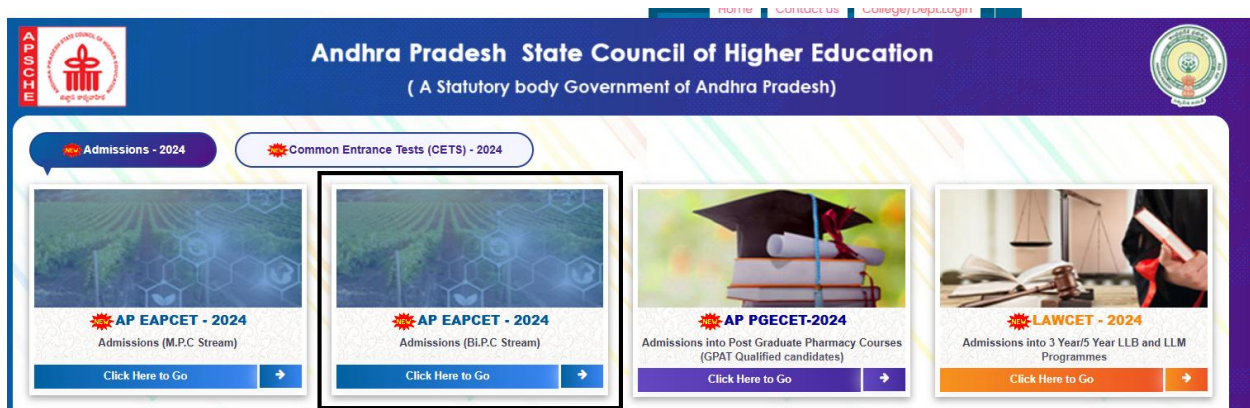 Home Contact us College/Dept.Login
APSCHE
Andhra Pradesh State Council of Higher Education
( A Statutory body Government of Andhra Pradesh)
NEW Admissions - 2024
NEW Common Entrance Tests (CETS) - 2024
NEW AP EAPCET - 2024
Admissions (M.P.C Stream)
Click Here to Go
NEW AP EAPCET - 2024
Admissions (Bi.P.C Stream)
Click Here to Go
NEW AP PGECET-2024
Admissions into Post Graduate Pharmacy Courses
(GPAT Qualified candidates)
Click Here to Go
NEW LAWCET - 2024
Admissions into 3 Year/5 Year LLB and LLM
Programmes
Click Here to Go